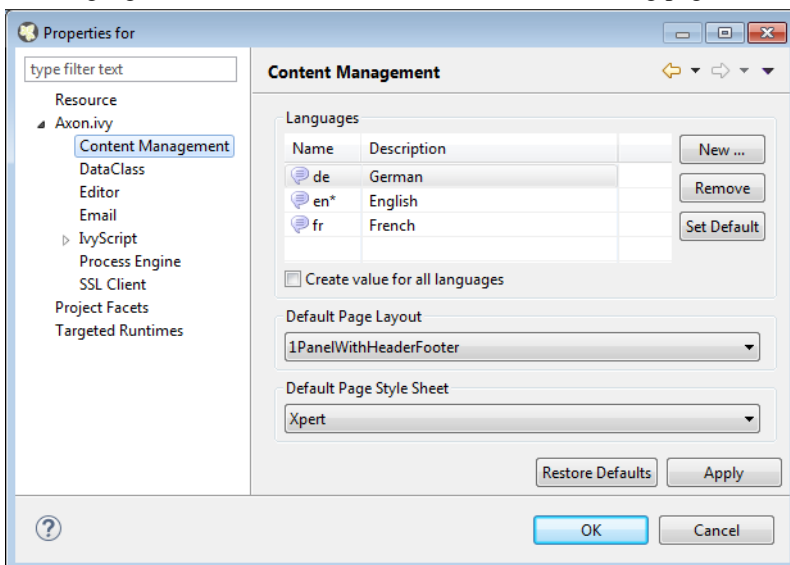 Properties for
type filter text
Resource
Axon.ivy
Content Management
DataClass
Editor
Email
IvyScript
Process Engine
SSL Client
Project Facets
Targeted Runtimes
Content Management
Languages
Name Description
de German
en* English
fr French
New ...
Remove
Set Default
Create value for all languages
Default Page Layout
1PanelWithHeaderFooter
Default Page Style Sheet
Xpert
Restore Defaults Apply
? OK Cancel